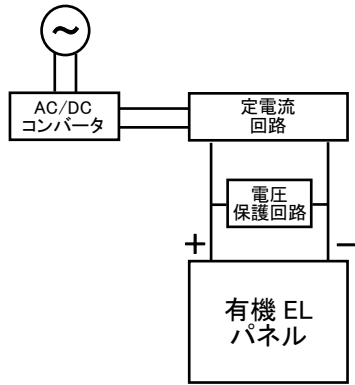 ~
AC/DC
コンバータ
定電流
回路
電圧
保護回路
+ −
有機 EL
パネル